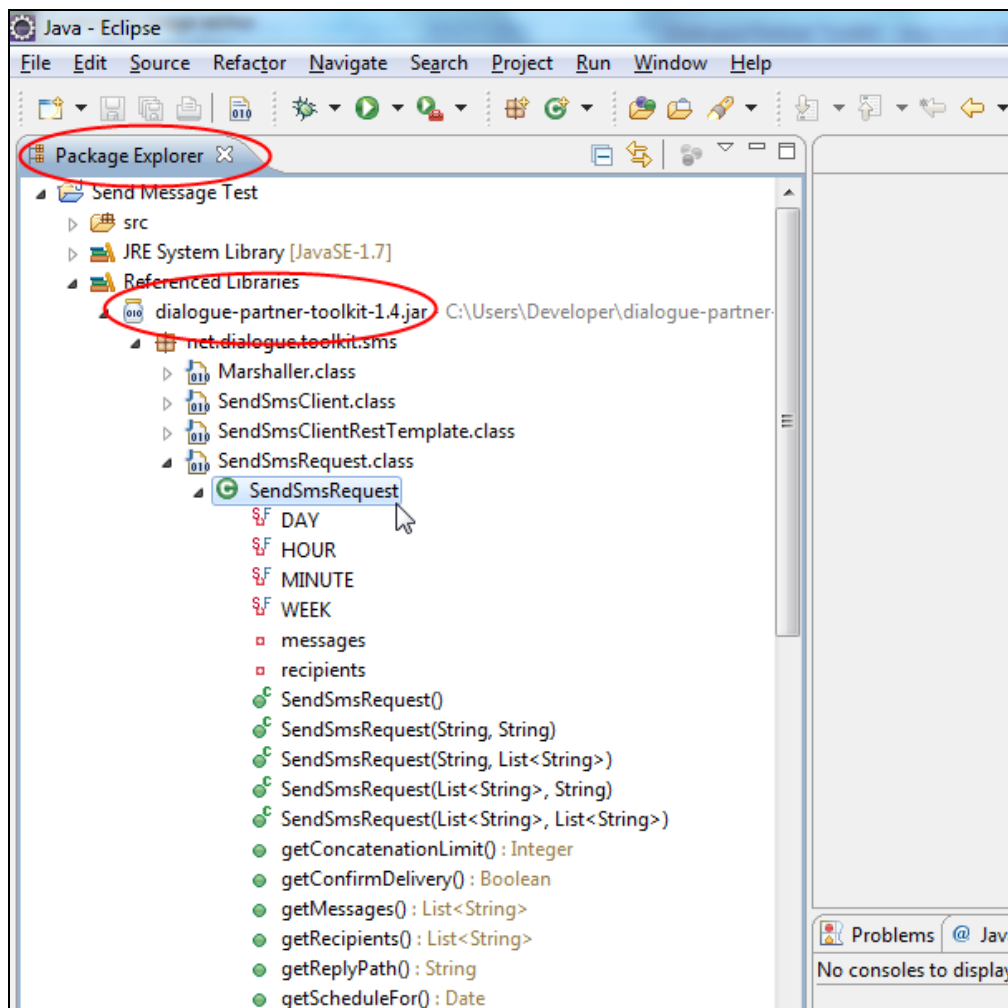 Java - Eclipse
File Edit Source Refactor Navigate Search Project Run Window Help
Package Explorer
Send Message Test
src
JRE System Library [JavaSE-1.7]
Referenced Libraries
dialogue-partner-toolkit-1.4.jar - C:\Users\Developer\dialogue-partner-
net.dialogue.toolkit.sms
Marshaller.class
SendSmsClient.class
SendSmsClientRestTemplate.class
SendSmsRequest.class
SendSmsRequest
DAY
HOUR
MINUTE
WEEK
messages
recipients
SendSmsRequest()
SendSmsRequest(String, String)
SendSmsRequest(String, List<String>)
SendSmsRequest(List<String>, String)
SendSmsRequest(List<String>, List<String>)
getConcatenationLimit() : Integer
getConfirmDelivery() : Boolean
getMessages() : List<String>
getRecipients() : List<String>
getReplyPath() : String
getScheduleFor() : Date
Problems @ Jav
No consoles to display